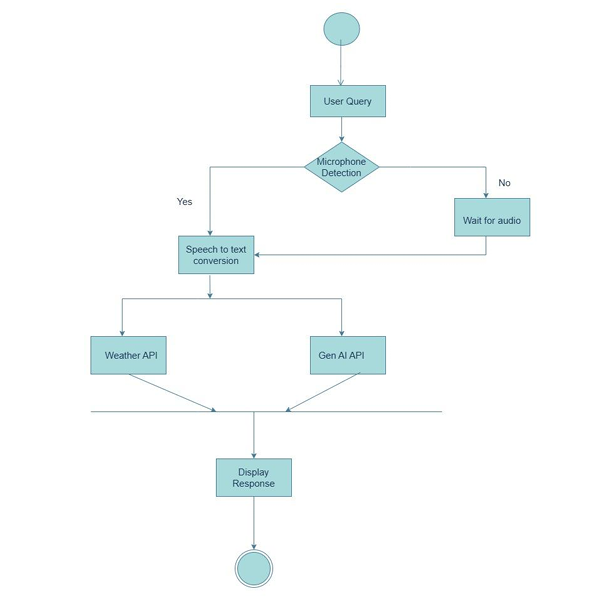 User Query
Microphone
Detection
No
Yes
Wait for audio
Speech to text
conversion
Weather API
Gen AI API
Display
Response